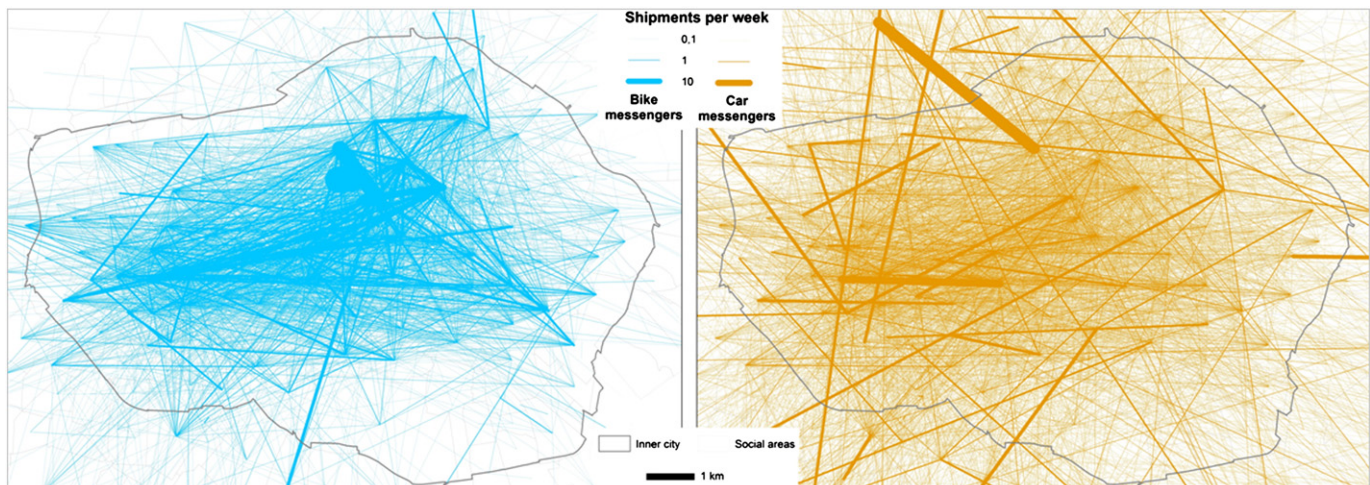 Shipments per week
0,1
1
10
Bike messengers
Car messengers
Inner city
Social areas
1 km